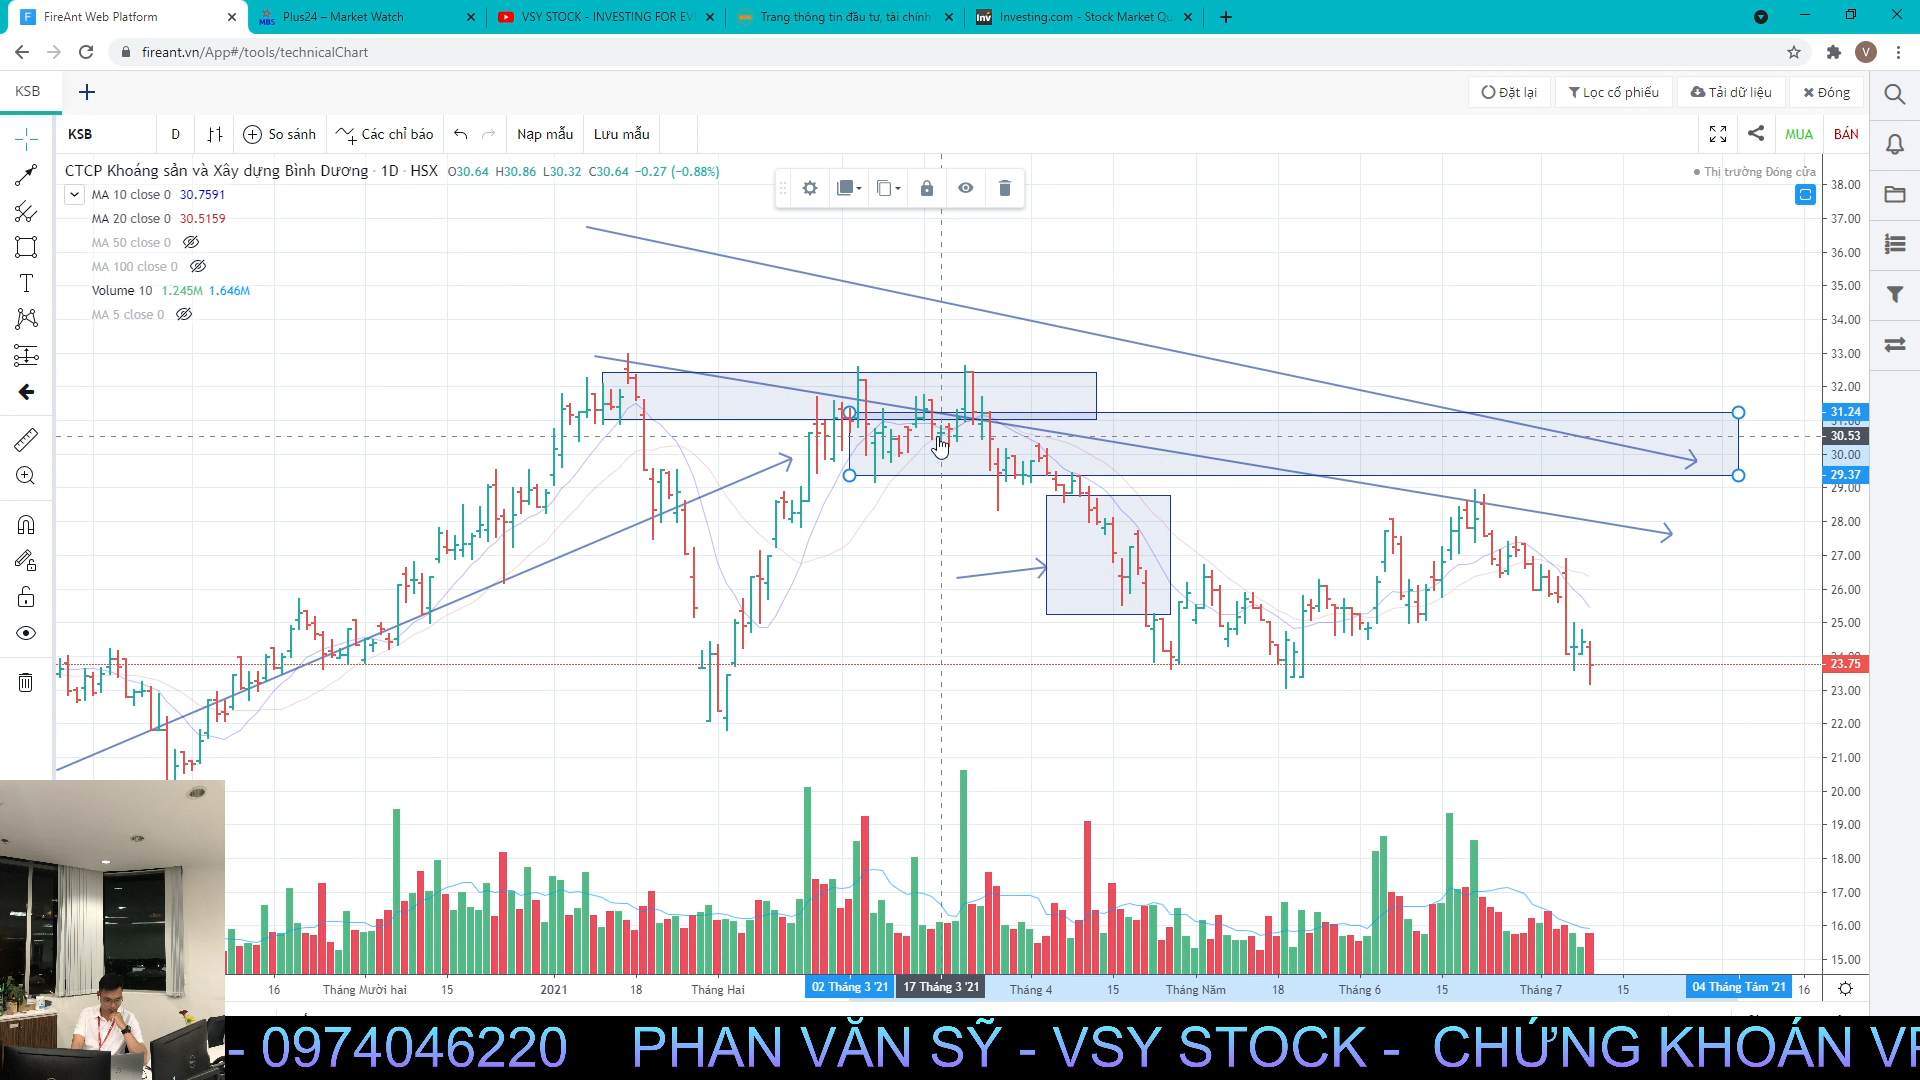 FireAnt Web Platform
Plus24 – Market Watch
VSY STOCK - INVESTING FOR EV
Trang thông tin đầu tư, tài chính
Investing.com - Stock Market Qu
fireant.vn/App#/tools/technicalChart
V
KSB
Đặt lại
Lọc cổ phiếu
Tải dữ liệu
Đóng
KSB
D
So sánh
Các chỉ báo
Nạp mẫu
Lưu mẫu
MUA
BÁN
CTCP Khoáng sản và Xây dựng Bình Dương · 1D · HSX O30.64 H30.86 L30.32 C30.64 −0.27 (−0.88%)
Thị trường Đóng cửa
MA 10 close 0 30.7591
MA 20 close 0 30.5159
MA 50 close 0
MA 100 close 0
Volume 10 1.245M 1.646M
MA 5 close 0
38.00
37.00
36.00
35.00
34.00
33.00
32.00
31.24
30.53
30.00
29.37
29.00
28.00
27.00
26.00
25.00
23.75
23.00
22.00
21.00
20.00
19.00
18.00
17.00
16.00
15.00
16
Tháng Mười hai
15
2021
18
Tháng Hai
02 Tháng 3 '21
17 Tháng 3 '21
Tháng 4
15
Tháng Năm
18
Tháng 6
15
Tháng 7
15
04 Tháng Tám '21
16
- 0974046220 PHAN VĂN SỸ - VSY STOCK - CHỨNG KHOÁN